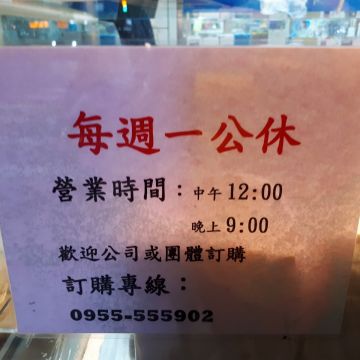 每週一公休
營業時間：中午12:00
晚上9:00
歡迎公司或團體訂購
訂購專線：
0955-555902